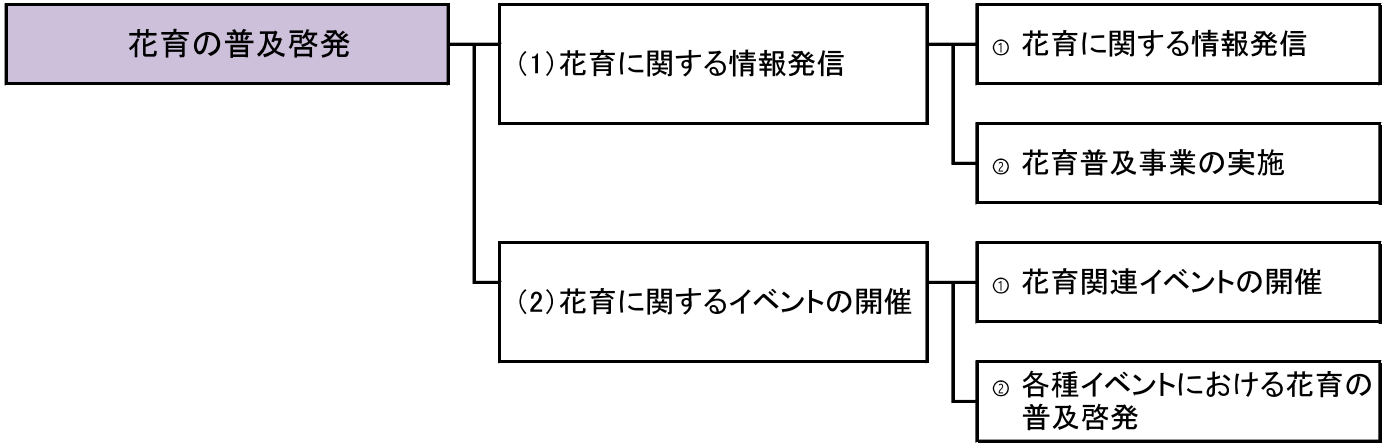 花育の普及啓発
(1)花育に関する情報発信
① 花育に関する情報発信
② 花育普及事業の実施
(2)花育に関するイベントの開催
① 花育関連イベントの開催
② 各種イベントにおける花育の
普及啓発